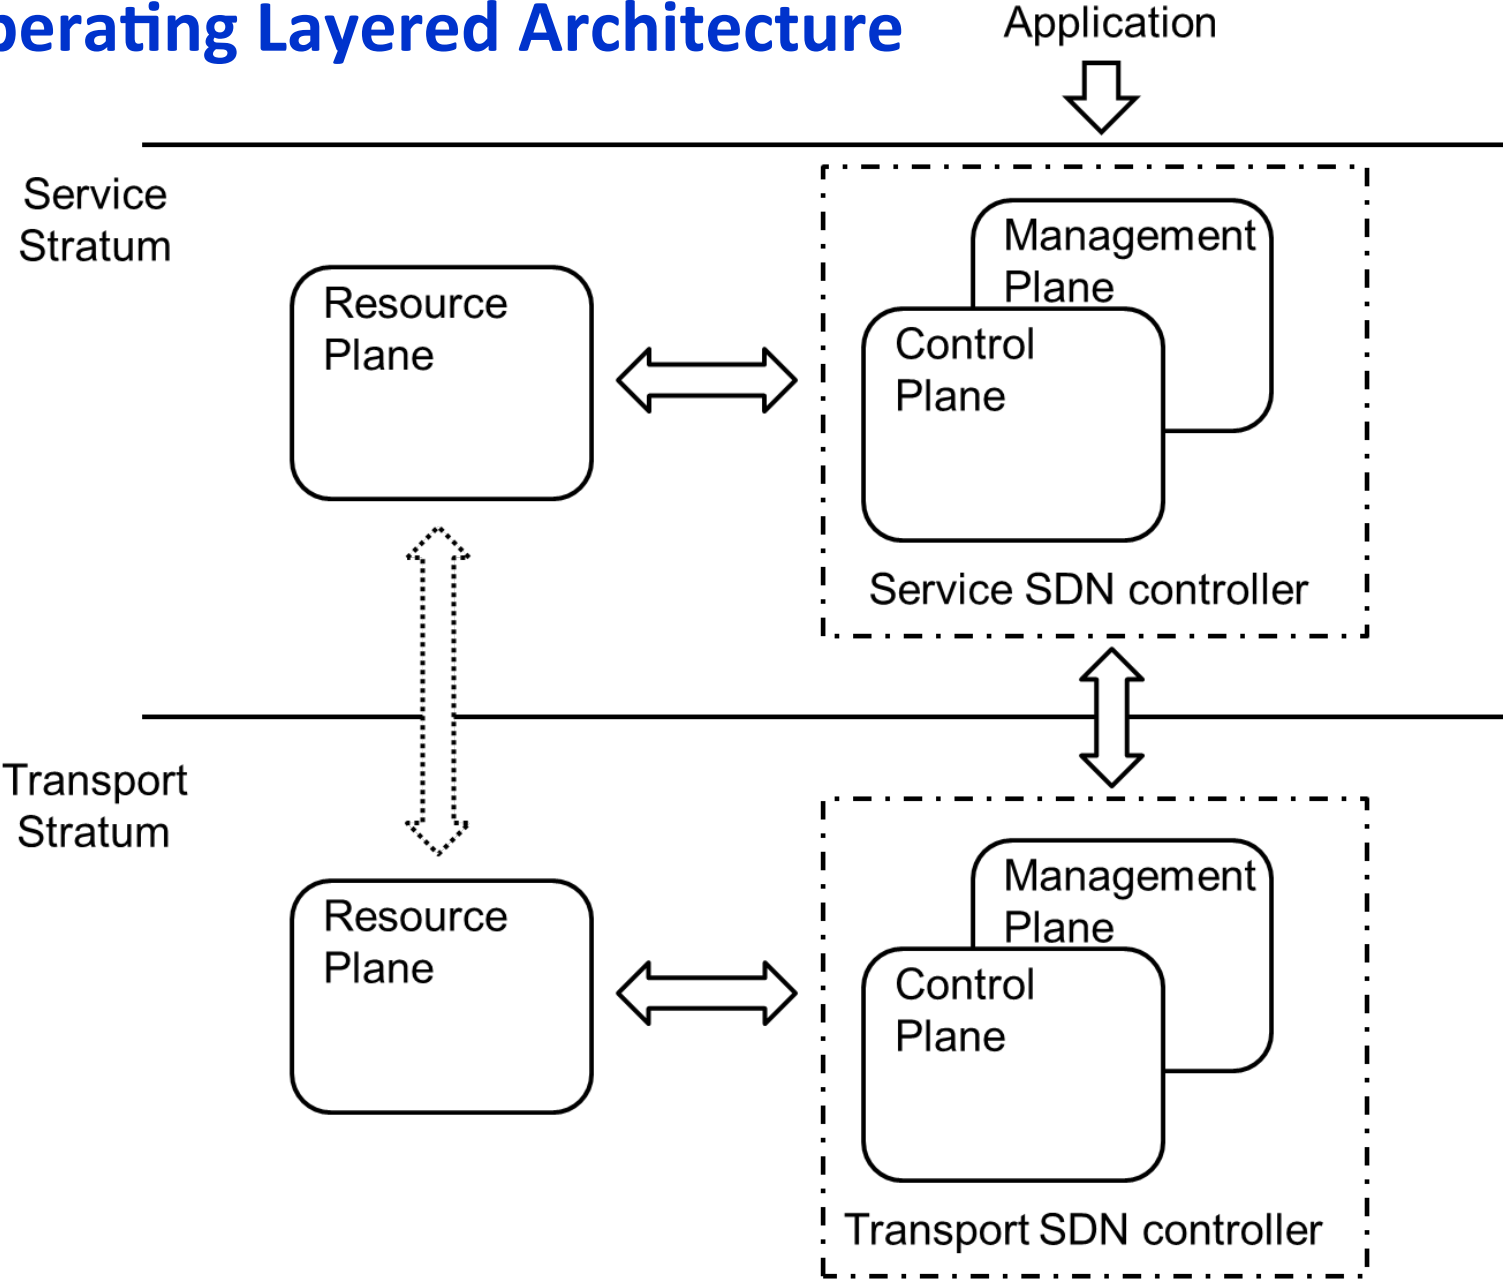 perating Layered Architecture
Application
Service
Stratum
Resource
Plane
Management
Plane
Control
Plane
Service SDN controller
Transport
Stratum
Resource
Plane
Management
Plane
Control
Plane
Transport SDN controller